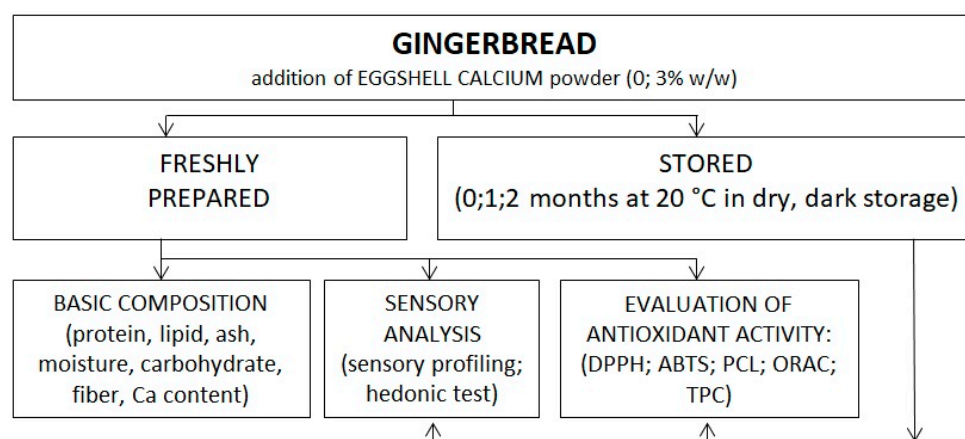 GINGERBREAD
addition of EGGSHELL CALCIUM powder (0; 3% w/w)
FRESHLY
PREPARED
STORED
(0;1;2 months at 20 °C in dry, dark storage)
BASIC COMPOSITION
(protein, lipid, ash,
moisture, carbohydrate,
fiber, Ca content)
SENSORY
ANALYSIS
(sensory profiling;
hedonic test)
EVALUATION OF
ANTIOXIDANT ACTIVITY:
(DPPH; ABTS; PCL; ORAC;
TPC)